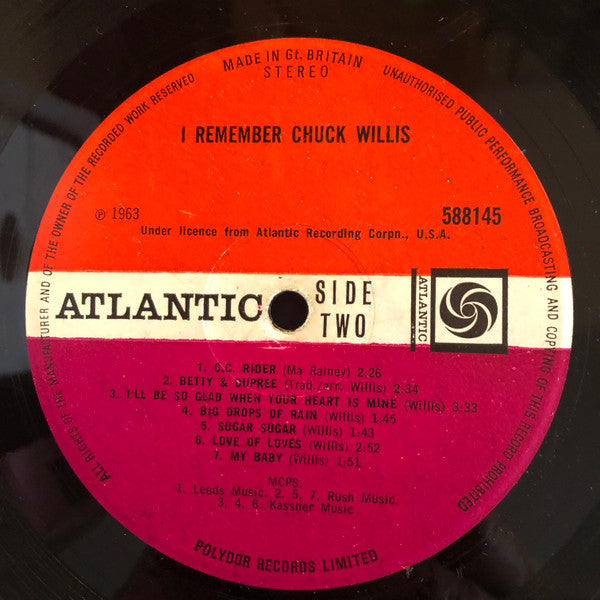 MADE IN Gt. BRITAIN
STEREO
ALL RIGHTS OF THE MANUFACTURER AND OF THE OWNER OF THE RECORDED WORK RESERVED
UNAUTHORISED PUBLIC PERFORMANCE BROADCASTING AND COPYING OF THIS RECORD PROHIBITED
I REMEMBER CHUCK WILLIS
℗ 1963
588145
Under licence from Atlantic Recording Corpn., U.S.A.
ATLANTIC
SIDE
TWO
ATLANTIC
1. C.C. RIDER (Ma Rainey) 2:26
2. BETTY & DUPREE (Trad./arr. Willis) 2:34
3. I'LL BE SO GLAD WHEN YOUR HEART IS MINE (Willis) 3:33
4. BIG DROPS OF RAIN (Willis) 1:45
5. SUGAR SUGAR (Willis) 1:43
6. LOVE OF LOVES (Willis) 2:52
7. MY BABY (Willis) 1:51
MCPS
1. Leeds Music. 2, 5, 7. Rush Music.
3, 4, 6. Kassner Music
POLYDOR RECORDS LIMITED